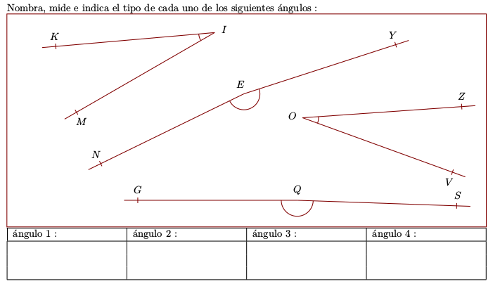 Nombra, mide e indica el tipo de cada uno de los siguientes ángulos :
K
I
Y
E
Z
M
O
N
V
G
Q
S
ángulo 1 :
ángulo 2 :
ángulo 3 :
ángulo 4 :